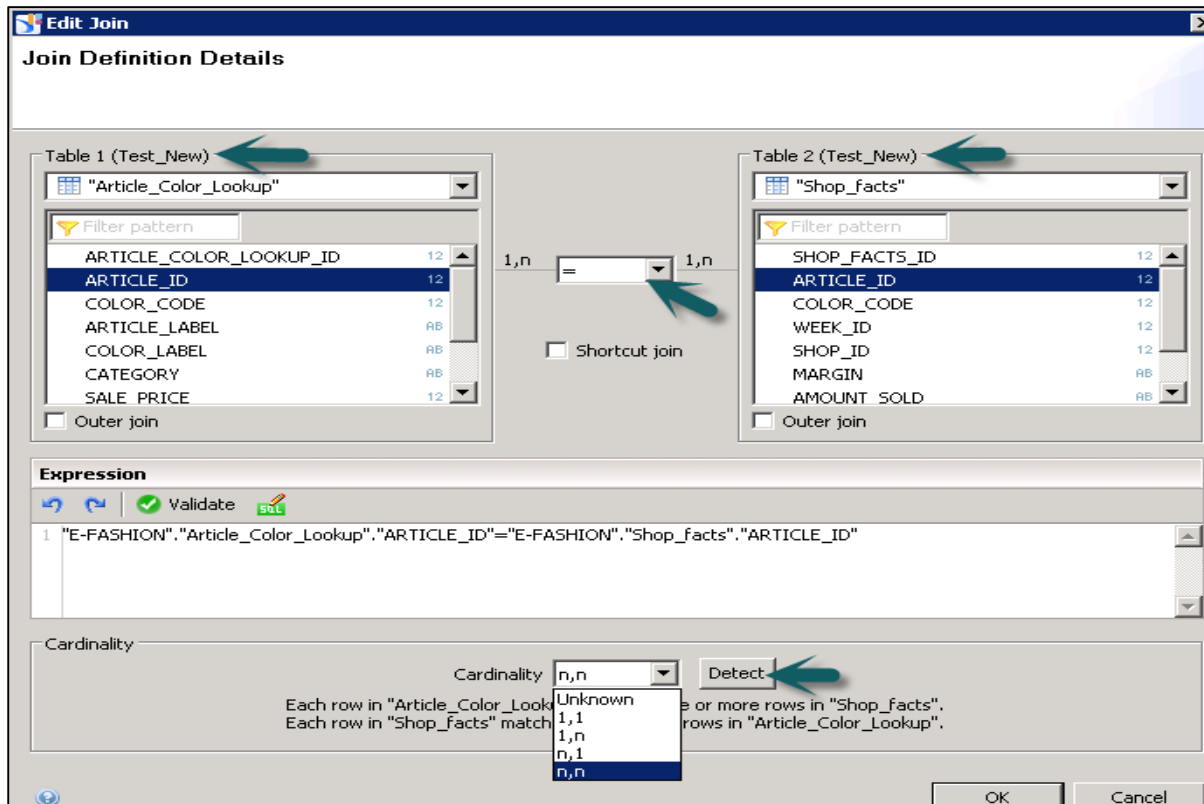 Edit Join
Join Definition Details
Table 1 (Test_New)
"Article_Color_Lookup"
Filter pattern
ARTICLE_COLOR_LOOKUP_ID 12
ARTICLE_ID 12
COLOR_CODE 12
ARTICLE_LABEL AB
COLOR_LABEL AB
CATEGORY AB
SALE_PRICE 12
Outer join
1,n = 1,n
Shortcut join
Table 2 (Test_New)
"Shop_facts"
Filter pattern
SHOP_FACTS_ID 12
ARTICLE_ID 12
COLOR_CODE 12
WEEK_ID 12
SHOP_ID 12
MARGIN AB
AMOUNT_SOLD AB
Outer join
Expression
Validate SQL
1 "E-FASHION"."Article_Color_Lookup"."ARTICLE_ID"="E-FASHION"."Shop_facts"."ARTICLE_ID"
Cardinality
Cardinality n,n Detect
Each row in "Article_Color_Look e or more rows in "Shop_facts".
Each row in "Shop_facts" match rows in "Article_Color_Lookup".
Unknown
1,1
1,n
n,1
n,n
OK Cancel